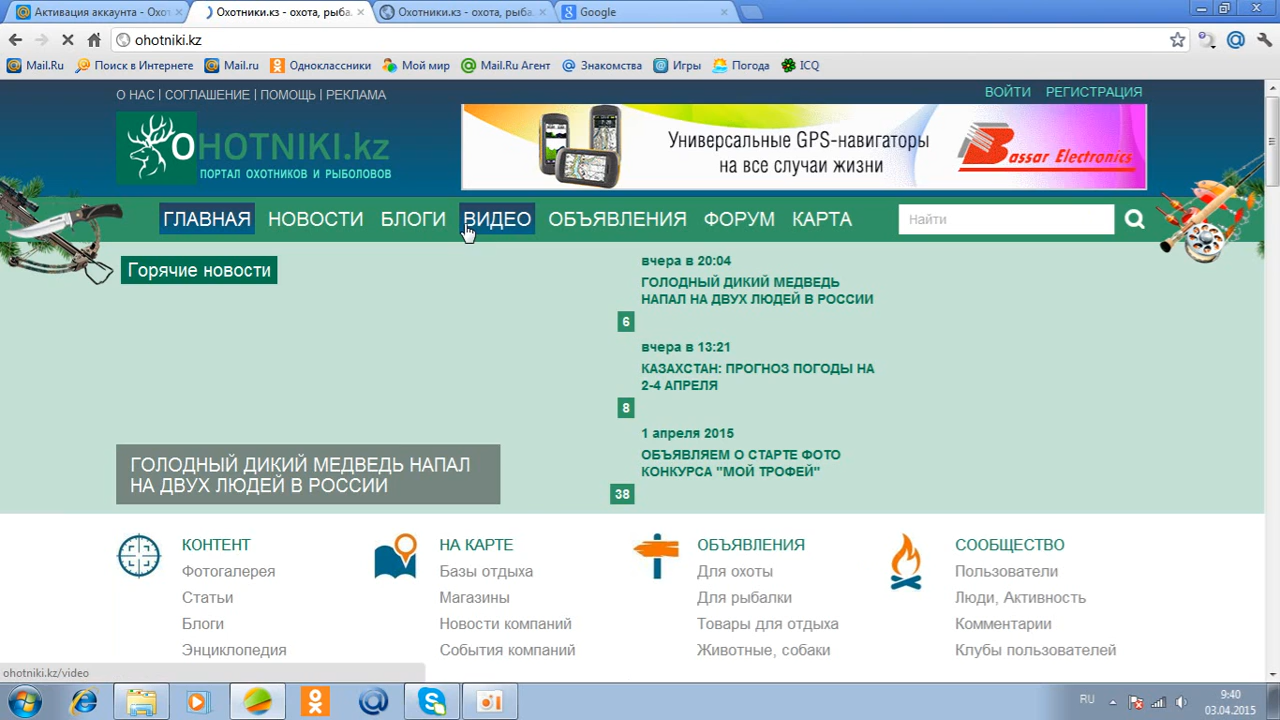 Активация аккаунта - Охот
Охотники.кз - охота, рыба.
Охотники.кз - охота, рыба.
Google
ohotniki.kz
Mail.Ru
Поиск в Интернете
Mail.ru
Одноклассники
Мой мир
Mail.Ru Агент
Знакомства
Игры
Погода
ICQ
О НАС | СОГЛАШЕНИЕ | ПОМОЩЬ | РЕКЛАМА
ВОЙТИ РЕГИСТРАЦИЯ
OHOTNIKI.kz
ПОРТАЛ ОХОТНИКОВ И РЫБОЛОВОВ
Универсальные GPS-навигаторы
на все случаи жизни
Bassar Electronics
ГЛАВНАЯ НОВОСТИ БЛОГИ ВИДЕО ОБЪЯВЛЕНИЯ ФОРУМ КАРТА
Найти
Горячие новости
вчера в 20:04
ГОЛОДНЫЙ ДИКИЙ МЕДВЕДЬ
НАПАЛ НА ДВУХ ЛЮДЕЙ В РОССИИ
6
вчера в 13:21
КАЗАХСТАН: ПРОГНОЗ ПОГОДЫ НА
2-4 АПРЕЛЯ
8
1 апреля 2015
ОБЪЯВЛЯЕМ О СТАРТЕ ФОТО
КОНКУРСА "МОЙ ТРОФЕЙ"
38
ГОЛОДНЫЙ ДИКИЙ МЕДВЕДЬ НАПАЛ
НА ДВУХ ЛЮДЕЙ В РОССИИ
КОНТЕНТ
Фотогалерея
Статьи
Блоги
Энциклопедия
НА КАРТЕ
Базы отдыха
Магазины
Новости компаний
События компаний
ОБЪЯВЛЕНИЯ
Для охоты
Для рыбалки
Товары для отдыха
Животные, собаки
СООБЩЕСТВО
Пользователи
Люди, Активность
Комментарии
Клубы пользователей
ohotniki.kz/video
RU
9:40
03.04.2015